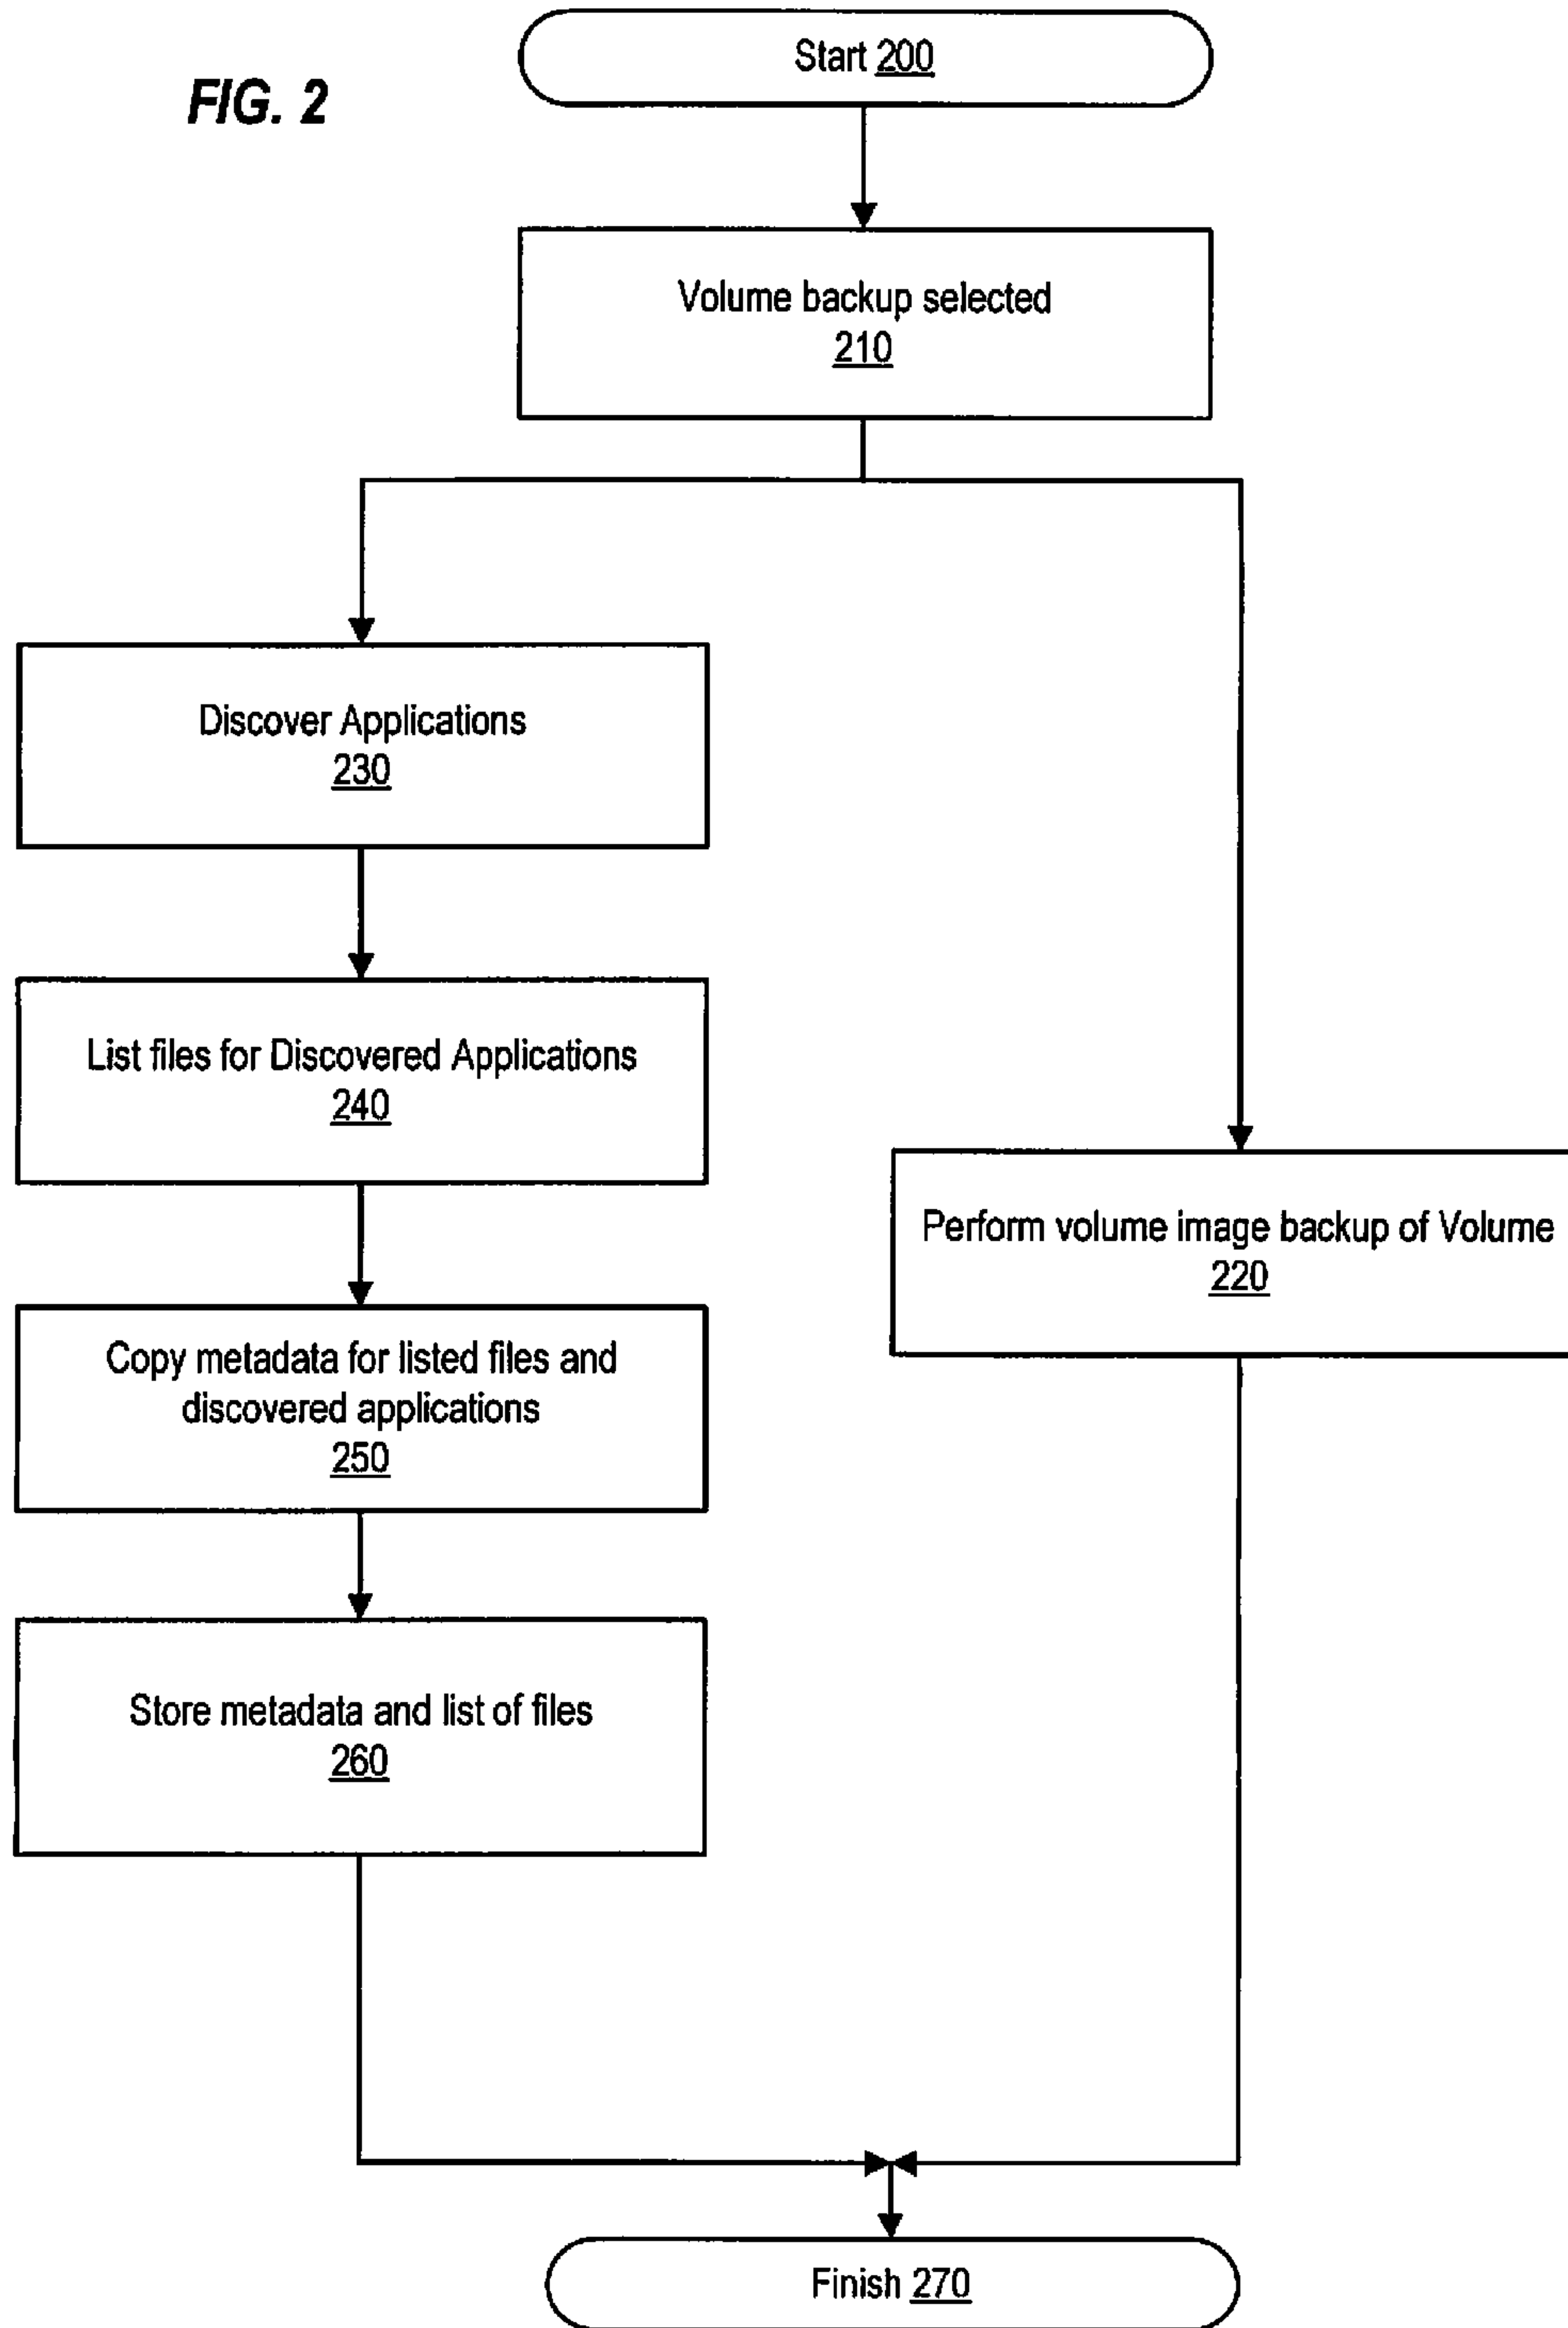 FIG. 2
Start 200
Volume backup selected
210
Discover Applications
230
List files for Discovered Applications
240
Perform volume image backup of Volume
220
Copy metadata for listed files and
discovered applications
250
Store metadata and list of files
260
Finish 270